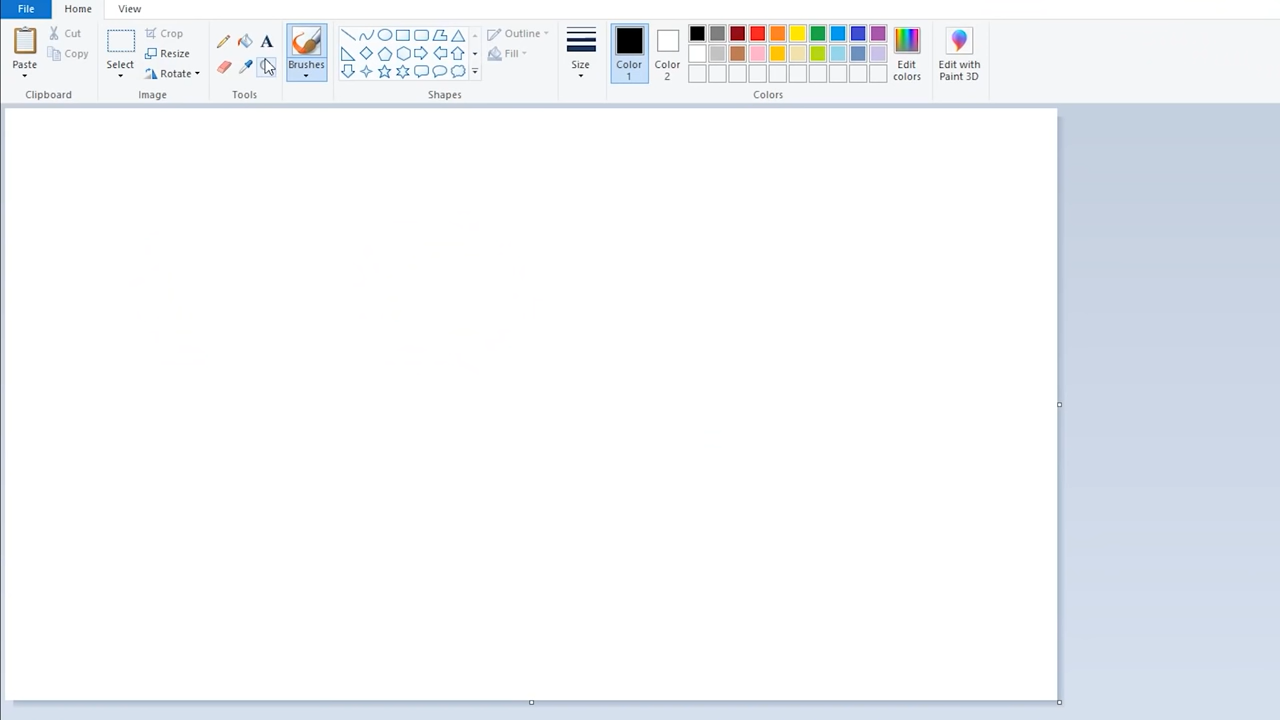 File Home View
Paste Cut Copy Clipboard
Select Crop Resize Rotate Image
A Tools
Brushes
Outline Fill Shapes
Size
Color 1 Color 2 Edit colors Colors
Edit with Paint 3D